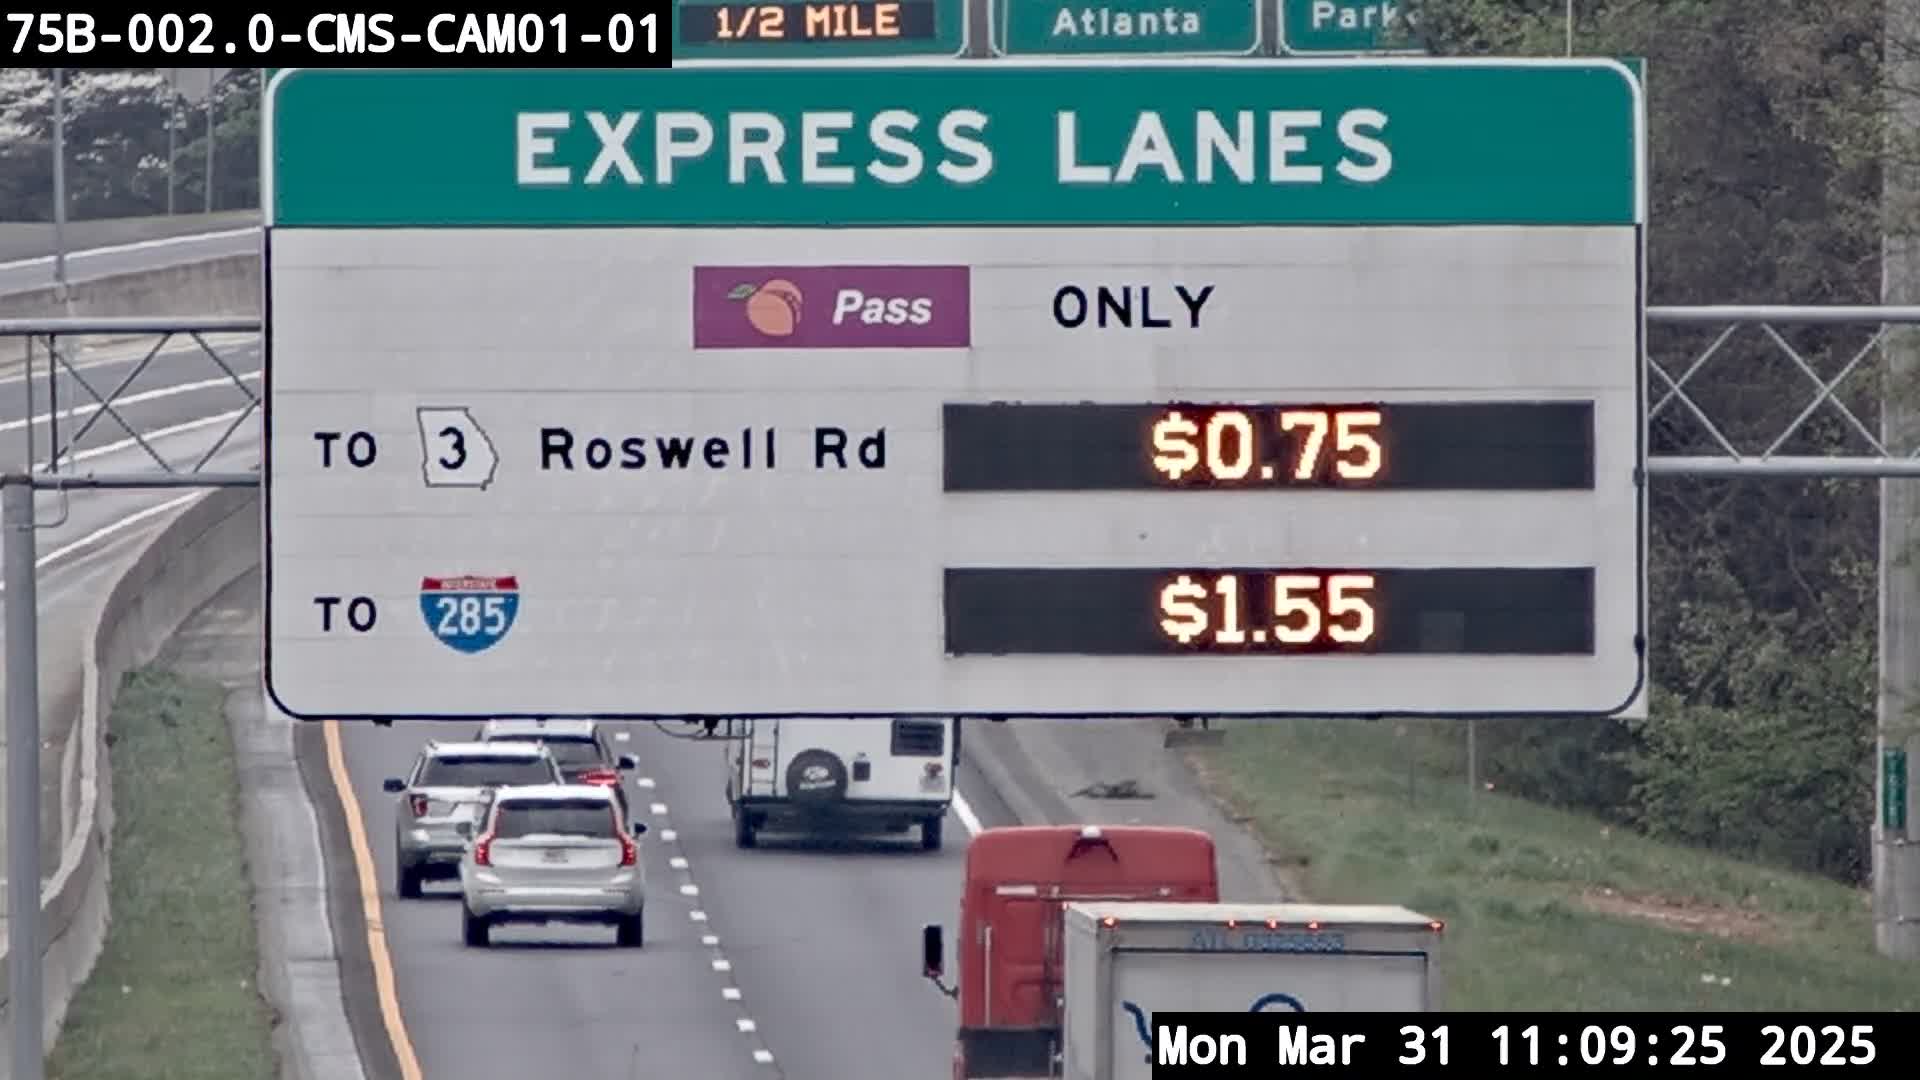 75B-002.0-CMS-CAM01-01
1/2 MILE
Atlanta
EXPRESS LANES
Pass ONLY
TO 3 Roswell Rd $0.75
TO INTERSTATE 285 $1.55
Mon Mar 31 11:09:25 2025